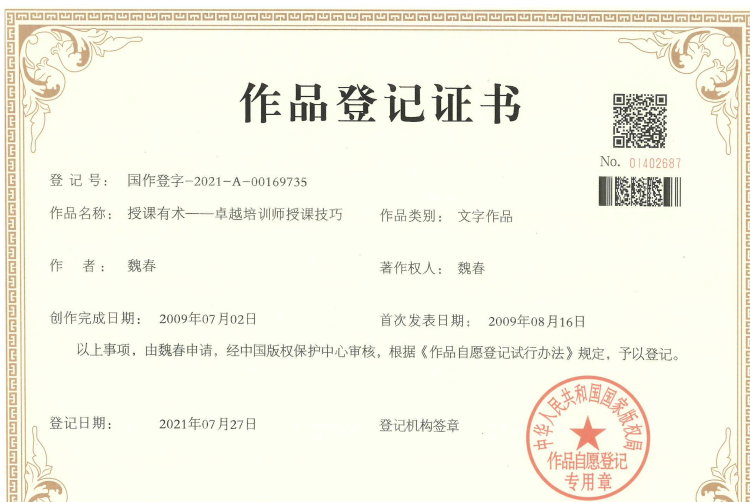 作品登记证书
No. 01402687
登 记 号: 国作登字-2021-A-00169735
作品名称: 授课有术——卓越培训师授课技巧 作品类别: 文字作品
作 者: 魏春 著作权人: 魏春
创作完成日期: 2009年07月02日 首次发表日期: 2009年08月16日
以上事项，由魏春申请，经中国版权保护中心审核，根据《作品自愿登记试行办法》规定，予以登记。
登记日期: 2021年07月27日 登记机构签章
中华人民共和国国家版权局
作品自愿登记
专用章